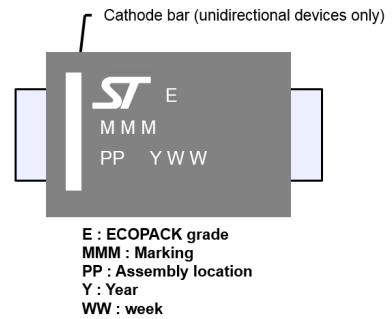 Cathode bar (unidirectional devices only)
ST E
M M M
PP Y W W
E : ECOPACK grade
MMM : Marking
PP : Assembly location
Y : Year
WW : week